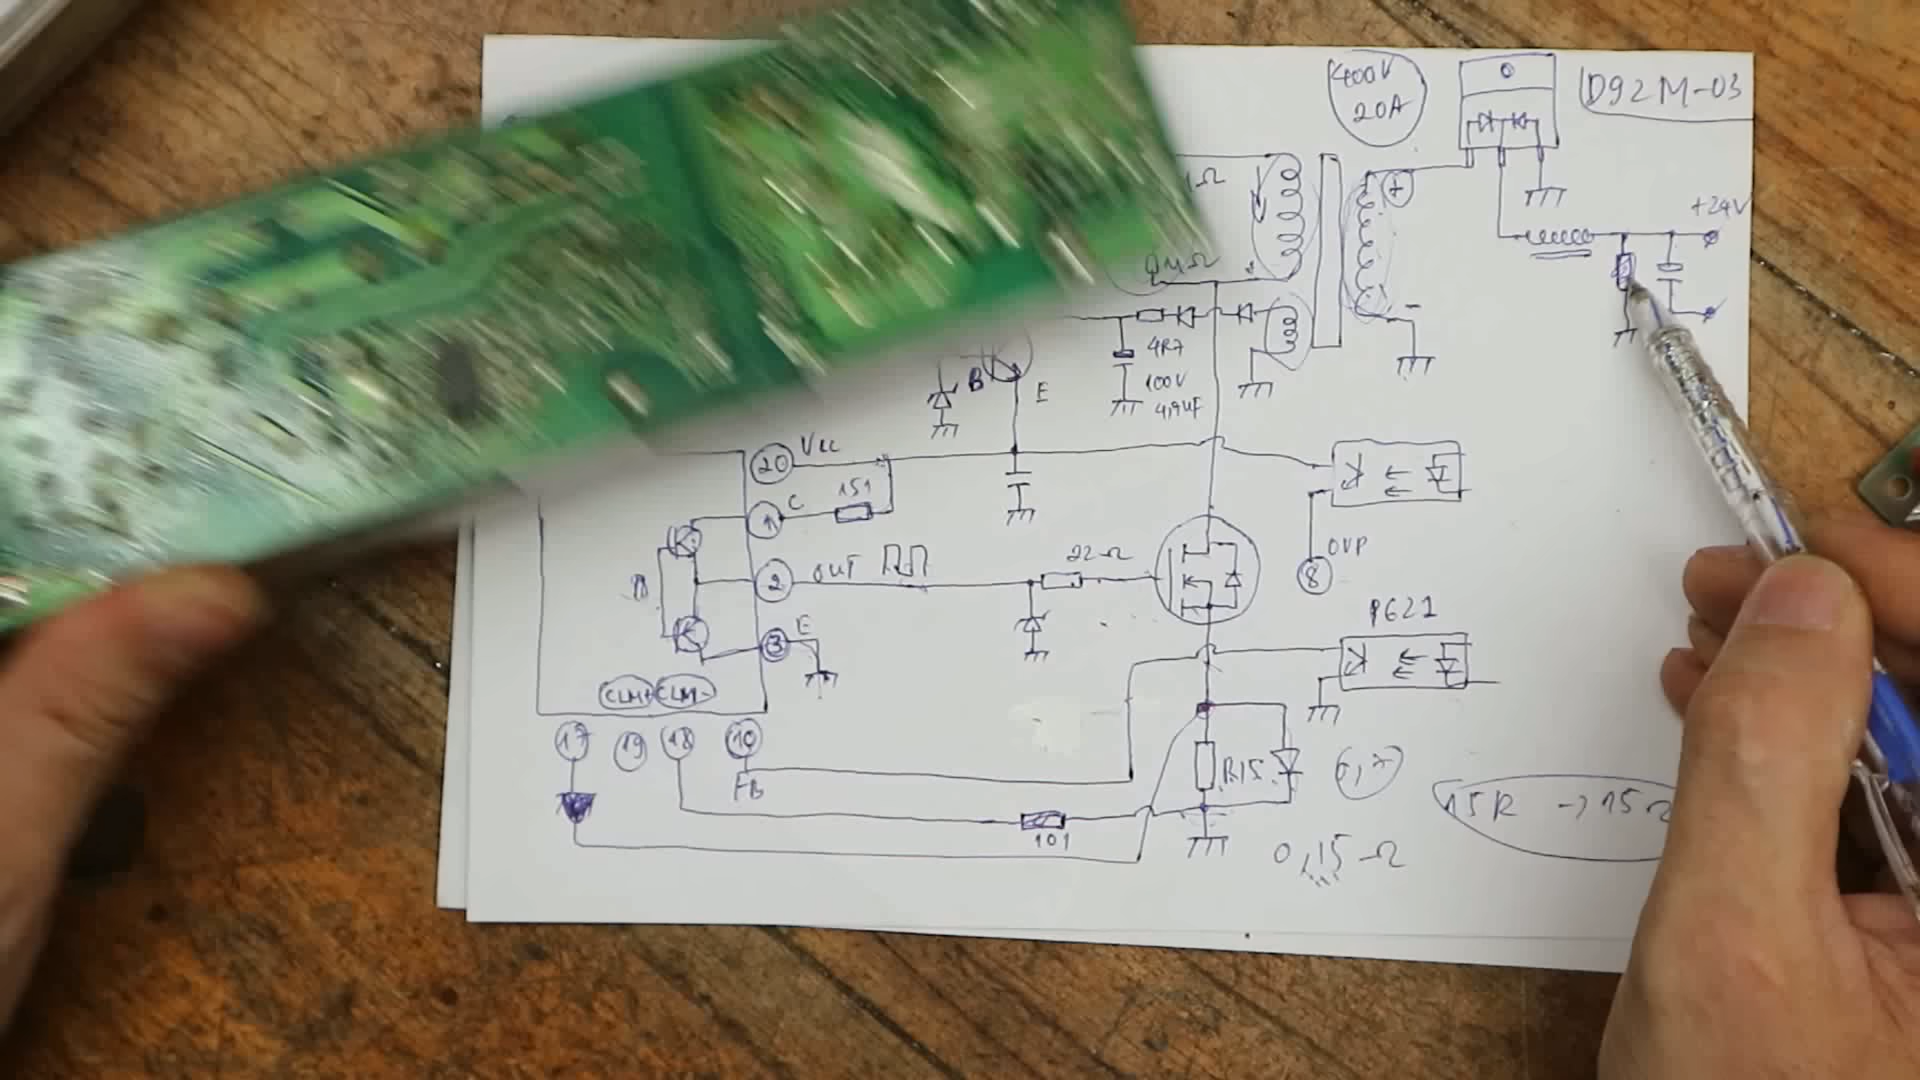 400V
20A
D92M-03
+
+24V
-
4R7
100V
4,7uF
B
E
20
Vcc
1
C
151
2
OUT
22Ω
3
E
B
OVP
8
P621
CLM+
CLM-
17
19
18
10
FB
R15
101
0,15Ω
15R → 15Ω